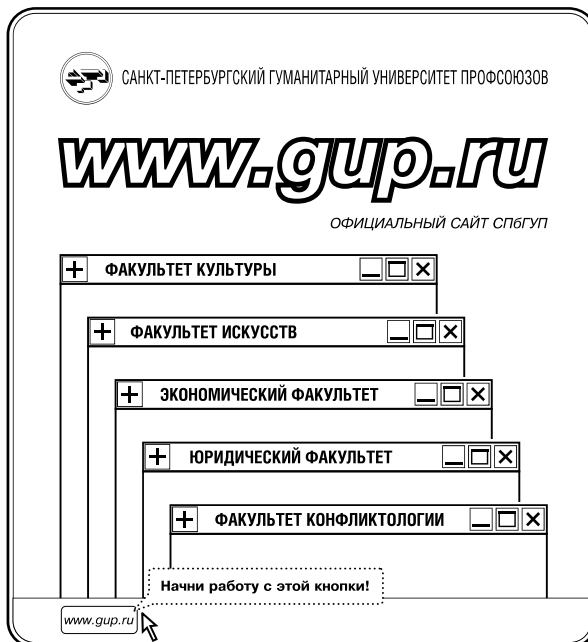 САНКТ-ПЕТЕРБУРГСКИЙ ГУМАНИТАРНЫЙ УНИВЕРСИТЕТ ПРОФСОЮЗОВ
www.gup.ru
ОФИЦИАЛЬНЫЙ САЙТ СПбГУП
ФАКУЛЬТЕТ КУЛЬТУРЫ
ФАКУЛЬТЕТ ИСКУССТВ
ЭКОНОМИЧЕСКИЙ ФАКУЛЬТЕТ
ЮРИДИЧЕСКИЙ ФАКУЛЬТЕТ
ФАКУЛЬТЕТ КОНФЛИКТОЛОГИИ
Начни работу с этой кнопки!
www.gup.ru